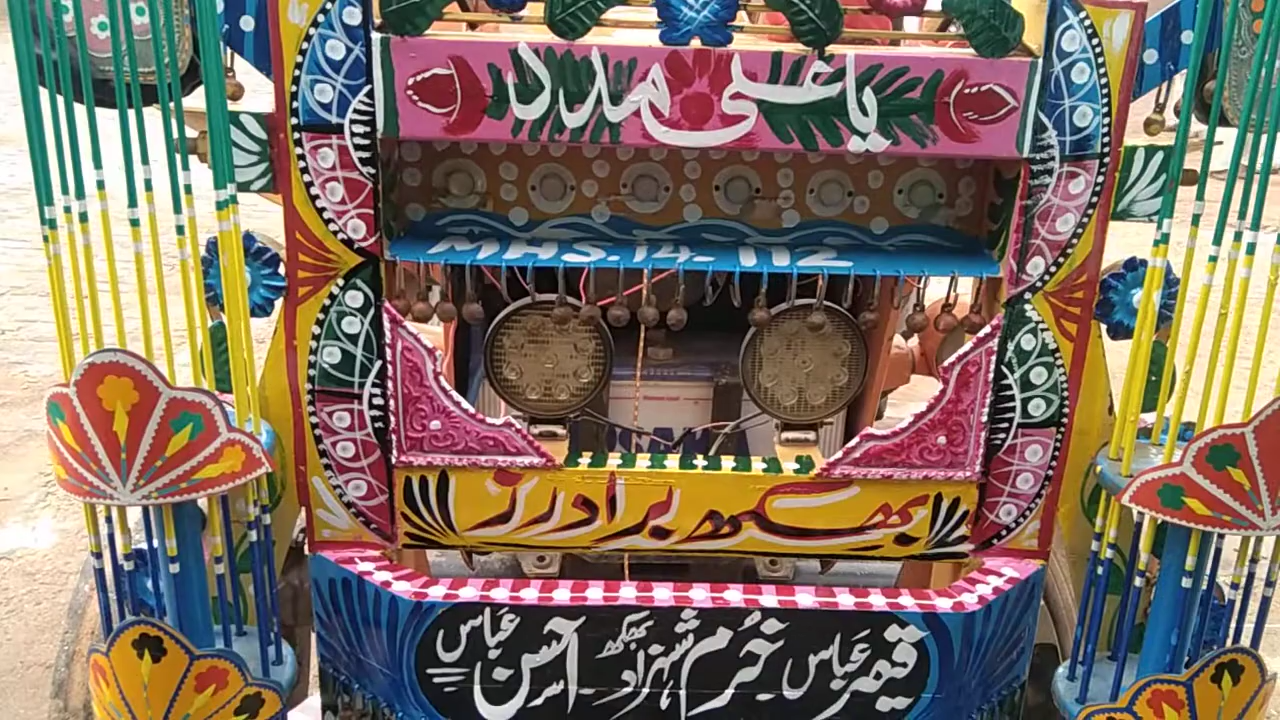 یا علی مدد
MHS.14-112
بھکھ برادرز
قیصر عباس۔ خرم شہزاد بھکھ ۔ احسن عباس